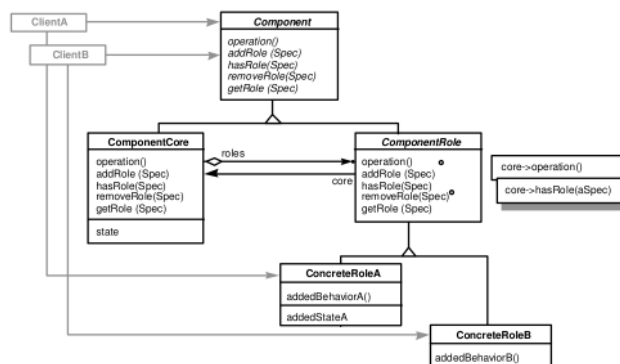 ClientA
Component
ClientB
operation()
addRole (Spec)
hasRole(Spec)
removeRole(Spec)
getRole (Spec)
ComponentCore
operation()
addRole (Spec)
hasRole(Spec)
removeRole(Spec)
getRole (Spec)
state
roles
core
ComponentRole
operation()
addRole (Spec)
hasRole(Spec)
removeRole(Spec)
getRole (Spec)
core->operation()
core->hasRole(aSpec)
ConcreteRoleA
addedBehaviorA()
addedStateA
ConcreteRoleB
addedBehaviorB()